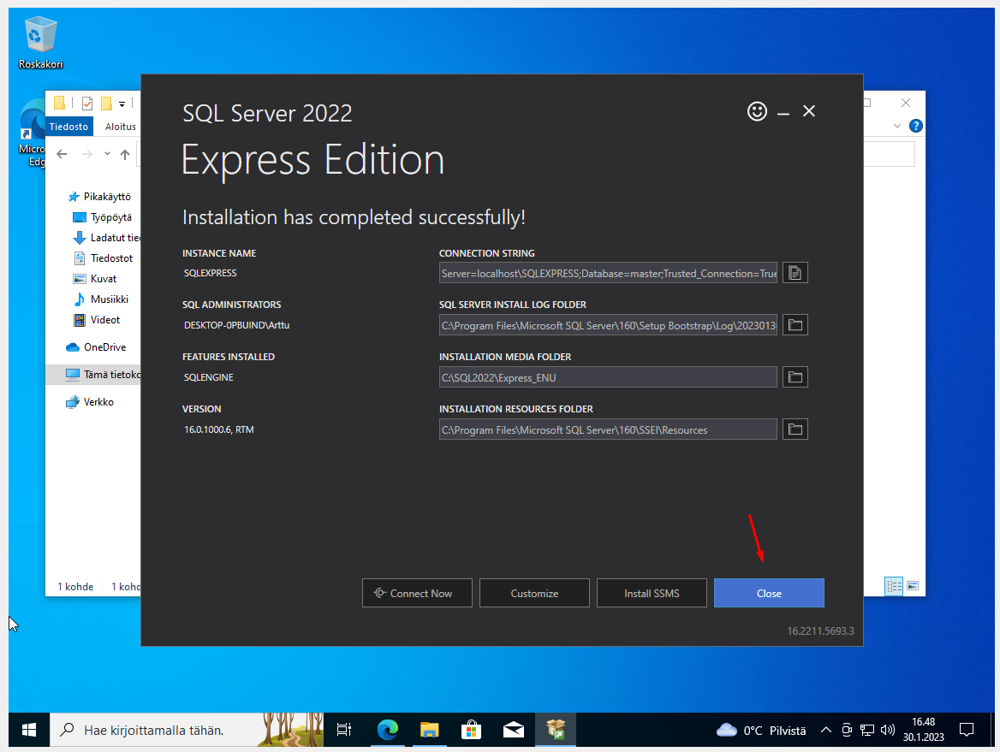 Roskakori
Micro
Edg
Tiedosto
Aloitus
Pikakäyttö
Työpöytä
Ladatut tie
Tiedostot
Kuvat
Musiikki
Videot
OneDrive
Tämä tietoko
Verkko
1 kohde
1 kohd
SQL Server 2022
Express Edition
Installation has completed successfully!
INSTANCE NAME
SQLEXPRESS
SQL ADMINISTRATORS
DESKTOP-0PBUIND\Arttu
FEATURES INSTALLED
SQLENGINE
VERSION
16.0.1000.6, RTM
CONNECTION STRING
Server=localhost\SQLEXPRESS;Database=master;Trusted_Connection=True
SQL SERVER INSTALL LOG FOLDER
C:\Program Files\Microsoft SQL Server\160\Setup Bootstrap\Log\2023013
INSTALLATION MEDIA FOLDER
C:\SQL2022\Express_ENU
INSTALLATION RESOURCES FOLDER
C:\Program Files\Microsoft SQL Server\160\SSEI\Resources
Connect Now
Customize
Install SSMS
Close
16.2211.5693.3
Hae kirjoittamalla tähän.
0°C Pilvistä
16.48
30.1.2023